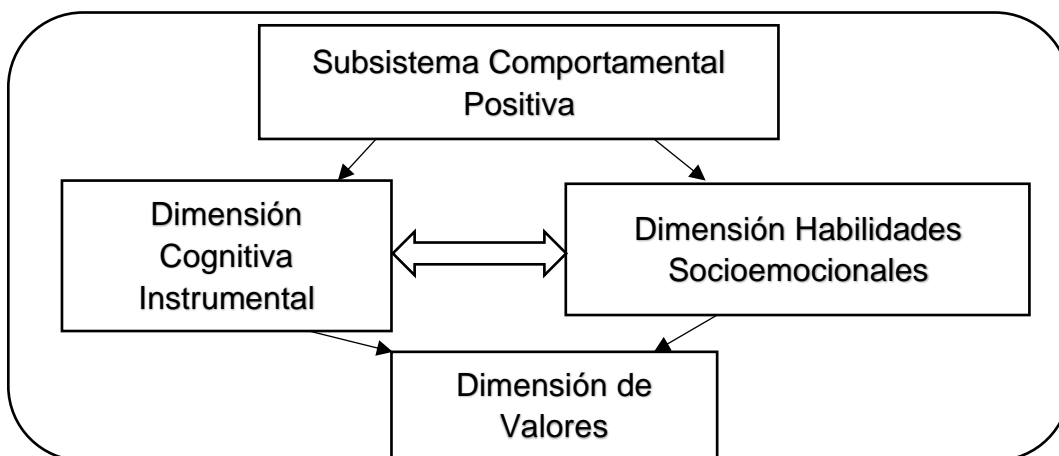 Subsistema Comportamental
Positiva
Dimensión
Cognitiva
Instrumental
Dimensión Habilidades
Socioemocionales
Dimensión de
Valores